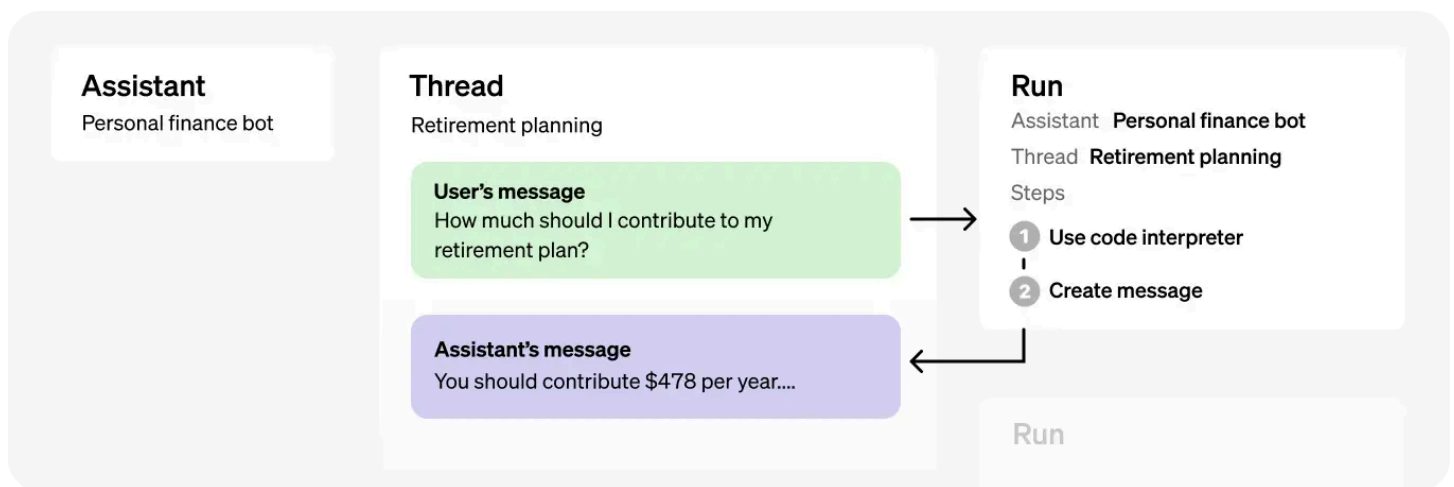 Assistant
Personal finance bot
Thread
Retirement planning
User’s message
How much should I contribute to my
retirement plan?
Assistant’s message
You should contribute $478 per year....
Run
Assistant Personal finance bot
Thread Retirement planning
Steps
1 Use code interpreter
2 Create message
Run